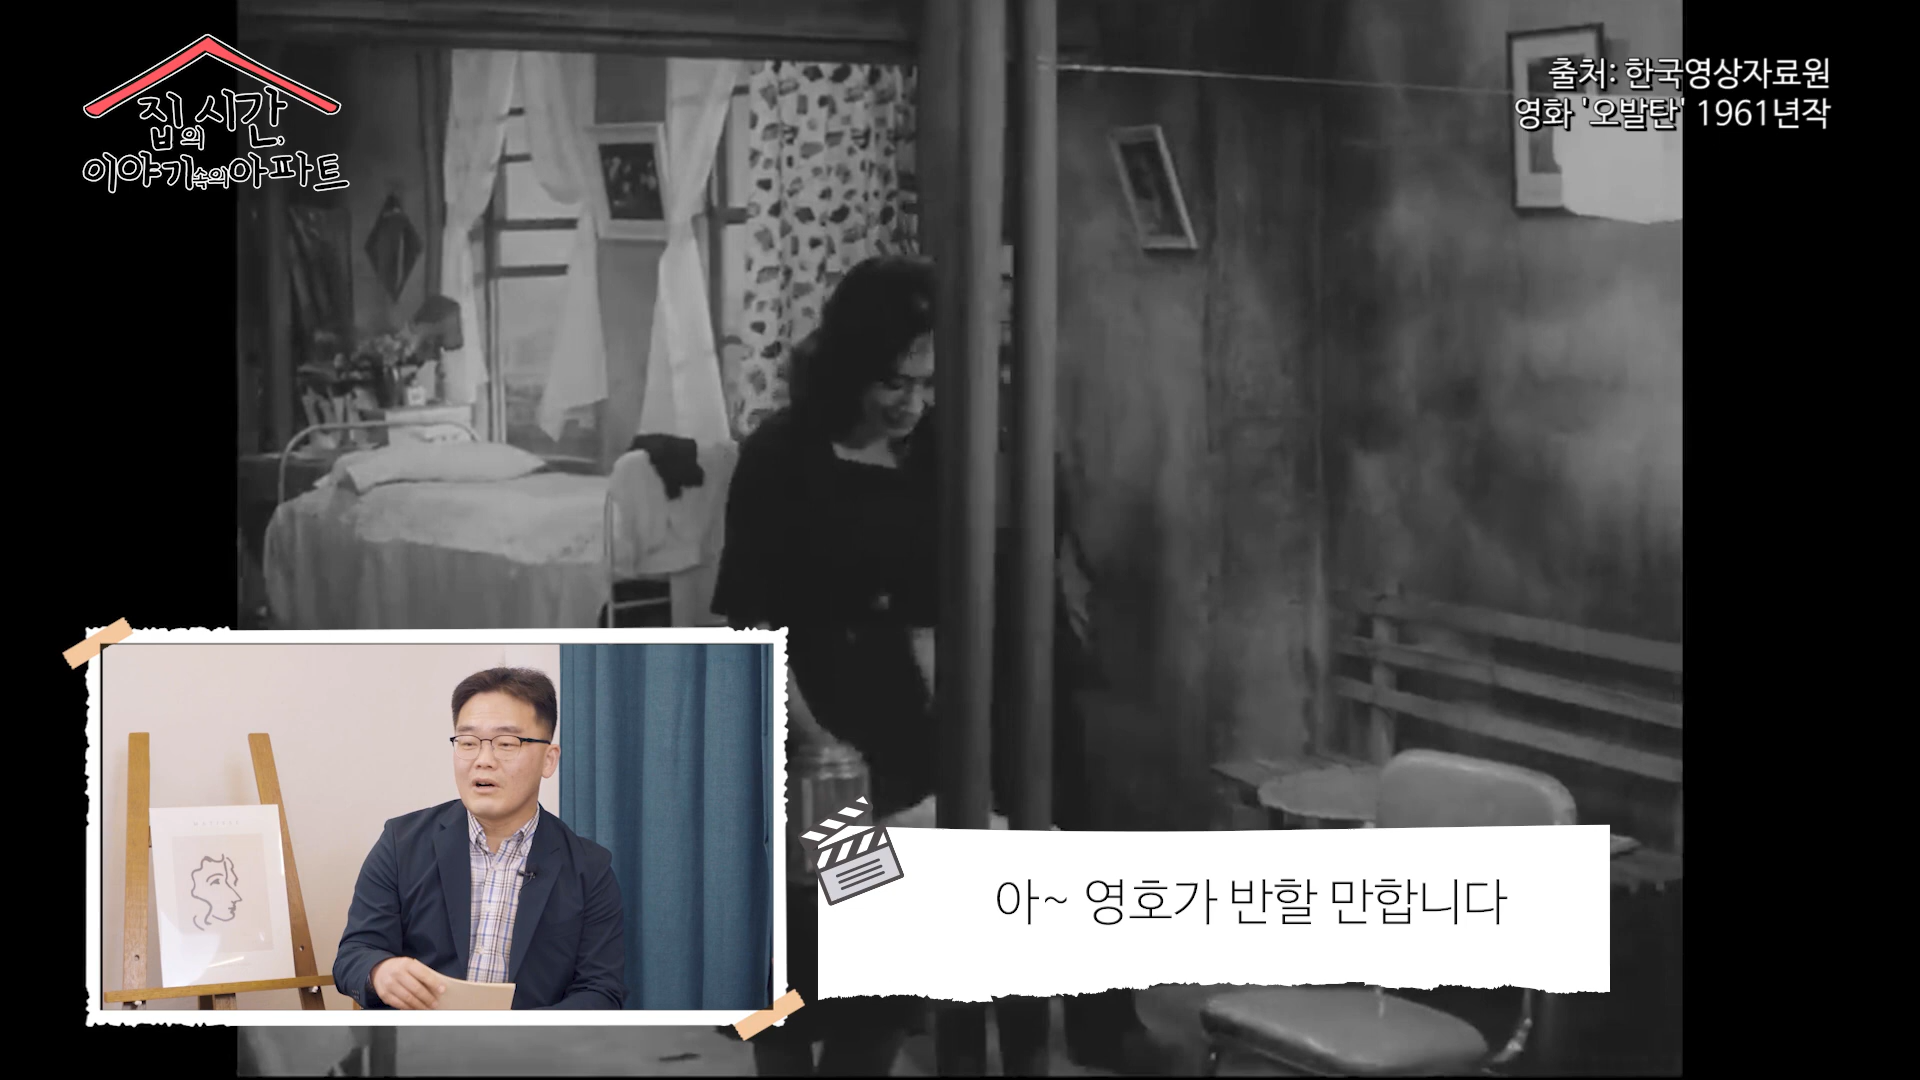 집의 시간,
이야기속의아파트
출처: 한국영상자료원
영화 '오발탄' 1961년작
아~ 영호가 반할 만합니다